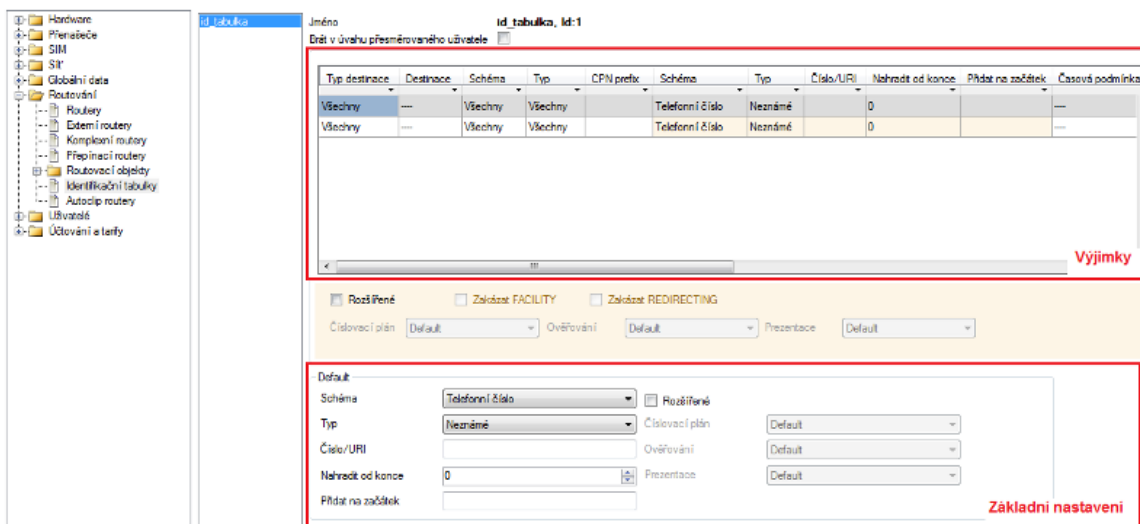 Hardware
Přenašeče
SIM
Síť
Globální data
Routování
Routery
Externí routery
Komplexní routery
Přepínací routery
Routovací objekty
Identifikační tabulky
Autoclip routery
Uživatelé
Účtování a tarify
id_tabulka
Jméno id_tabulka, Id:1
Brát v úvahu přesměrovaného uživatele
Typ destinace Destinace Schéma Typ CPN prefix Schéma Typ Číslo/URI Nahradit od konce Přidat na začátek Časová podmínka
Všechny --- Všechny Všechny Telefonní číslo Neznámé 0 ---
Všechny --- Všechny Všechny Telefonní číslo Neznámé 0 ---
Výjimky
Rozšířené Zakázat FACILITY Zakázat REDIRECTING
Číslovací plán Default Ověřování Default Prezentace Default
Default
Schéma Telefonní číslo Rozšířené
Typ Neznámé Číslovací plán Default
Číslo/URI Ověřování Default
Nahradit od konce 0 Prezentace Default
Přidat na začátek
Základní nastavení